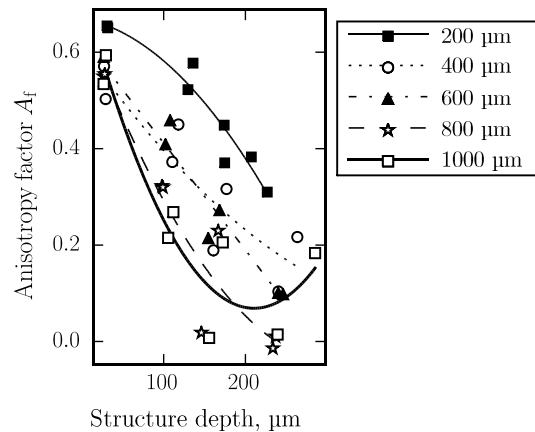 0.6
0.4
0.2
0.0
100
200
Anisotropy factor A_f
Structure depth, µm
200 µm
400 µm
600 µm
800 µm
1000 µm